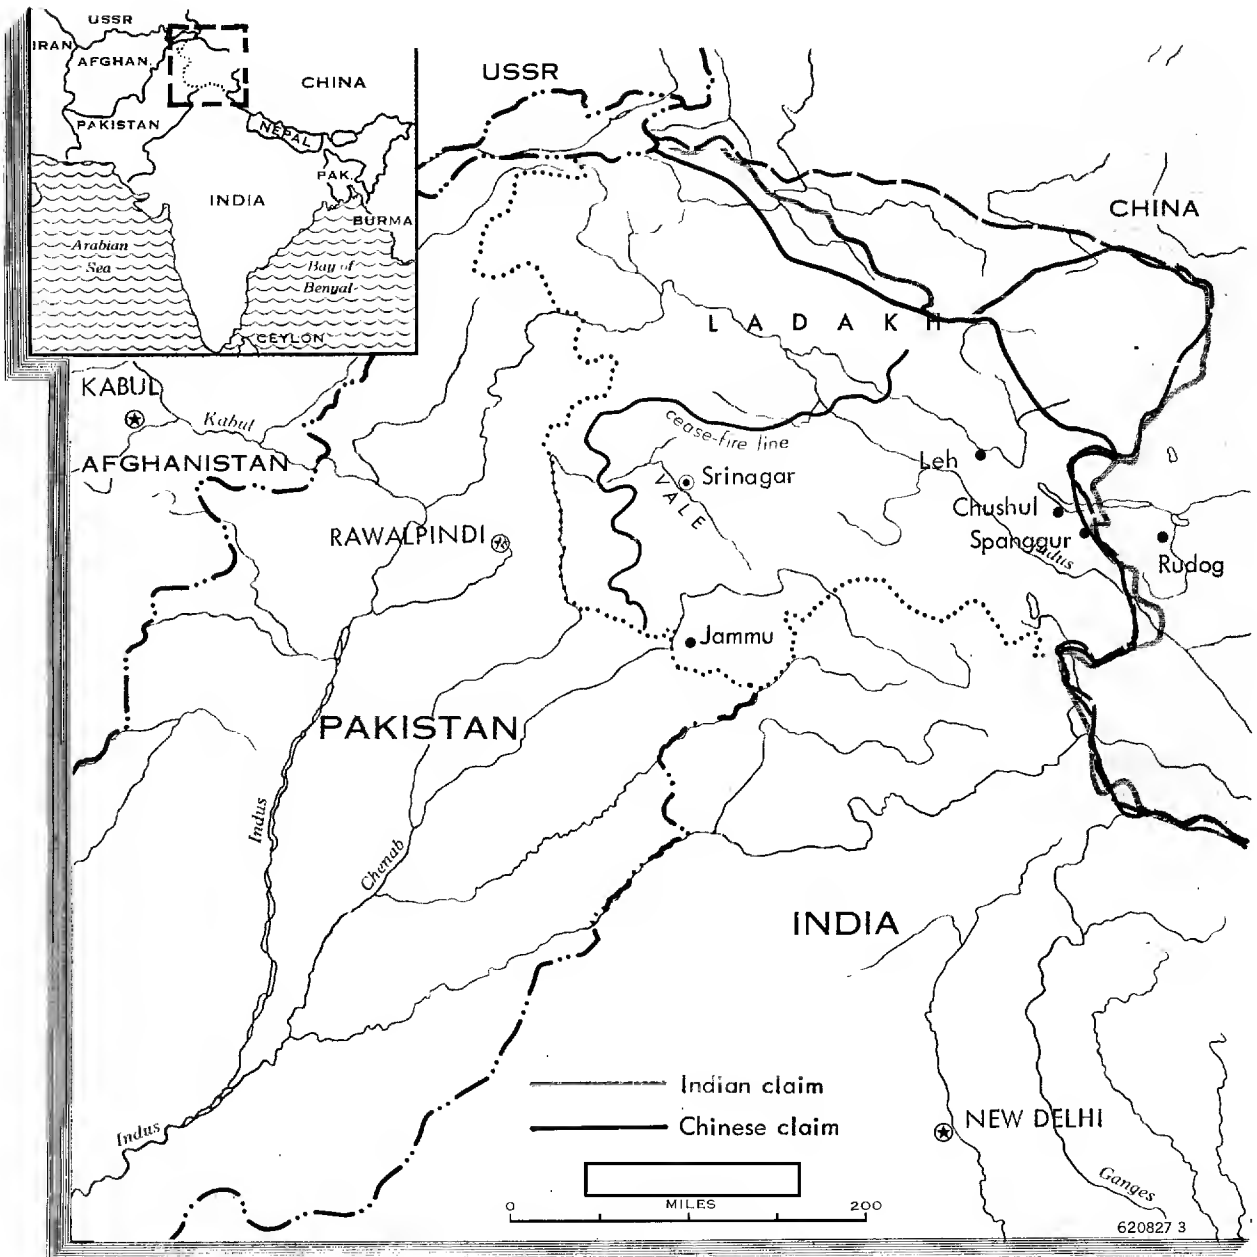 USSR
IRAN
AFGHAN.
CHINA
PAKISTAN
NEPAL
PAK.
INDIA
BURMA
Arabian
Sea
Bay of
Bengal
CEYLON
USSR
CHINA
LADAKH
KABUL
Kabul
AFGHANISTAN
cease-fire line
Srinagar
VALE
Leh
Chushul
Spanggur
Indus
Rudog
RAWALPINDI
Jammu
PAKISTAN
Indus
Chenab
INDIA
Indian claim
Chinese claim
NEW DELHI
Indus
Ganges
0 MILES 200
620827 3